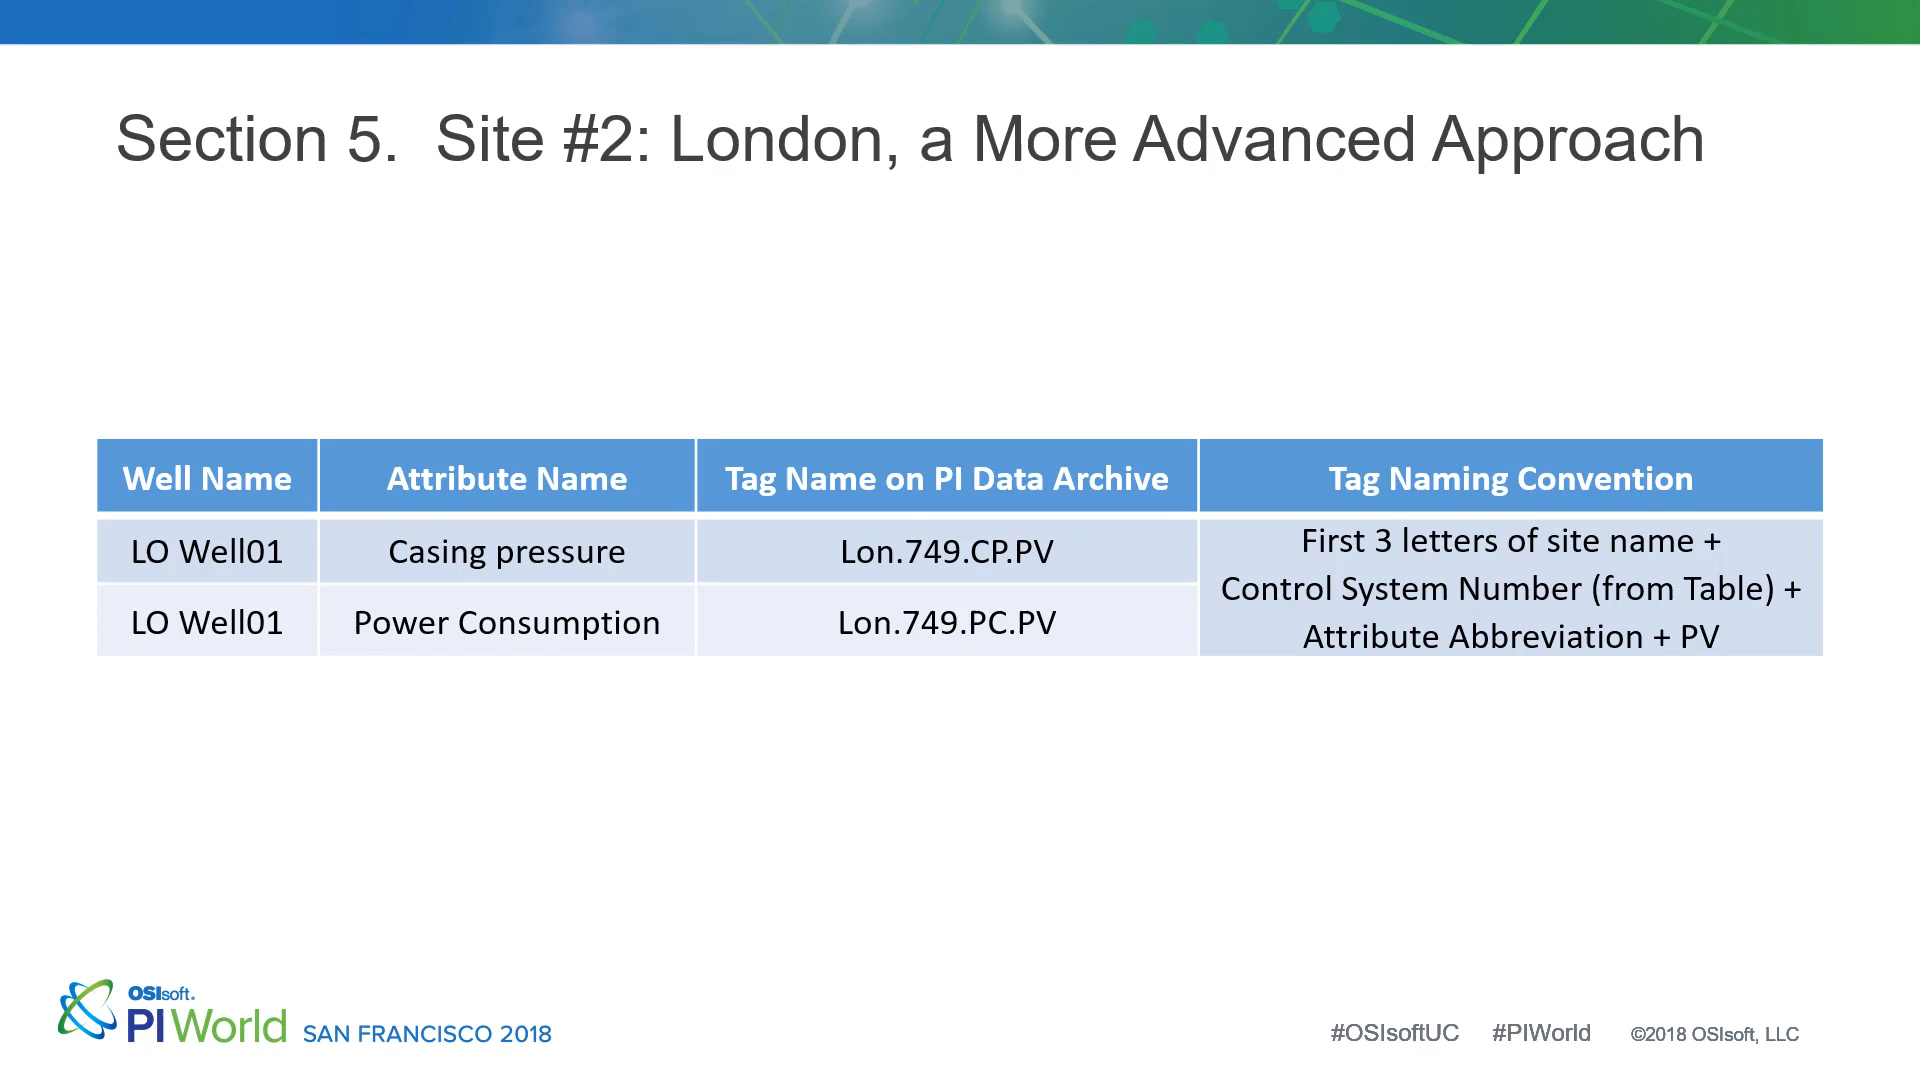 Section 5. Site #2: London, a More Advanced Approach
Well Name Attribute Name Tag Name on PI Data Archive Tag Naming Convention
LO Well01 Casing pressure Lon.749.CP.PV
LO Well01 Power Consumption Lon.749.PC.PV
First 3 letters of site name +
Control System Number (from Table) +
Attribute Abbreviation + PV
OSIsoft.
PI World SAN FRANCISCO 2018
#OSIsoftUC #PIWorld ©2018 OSIsoft, LLC